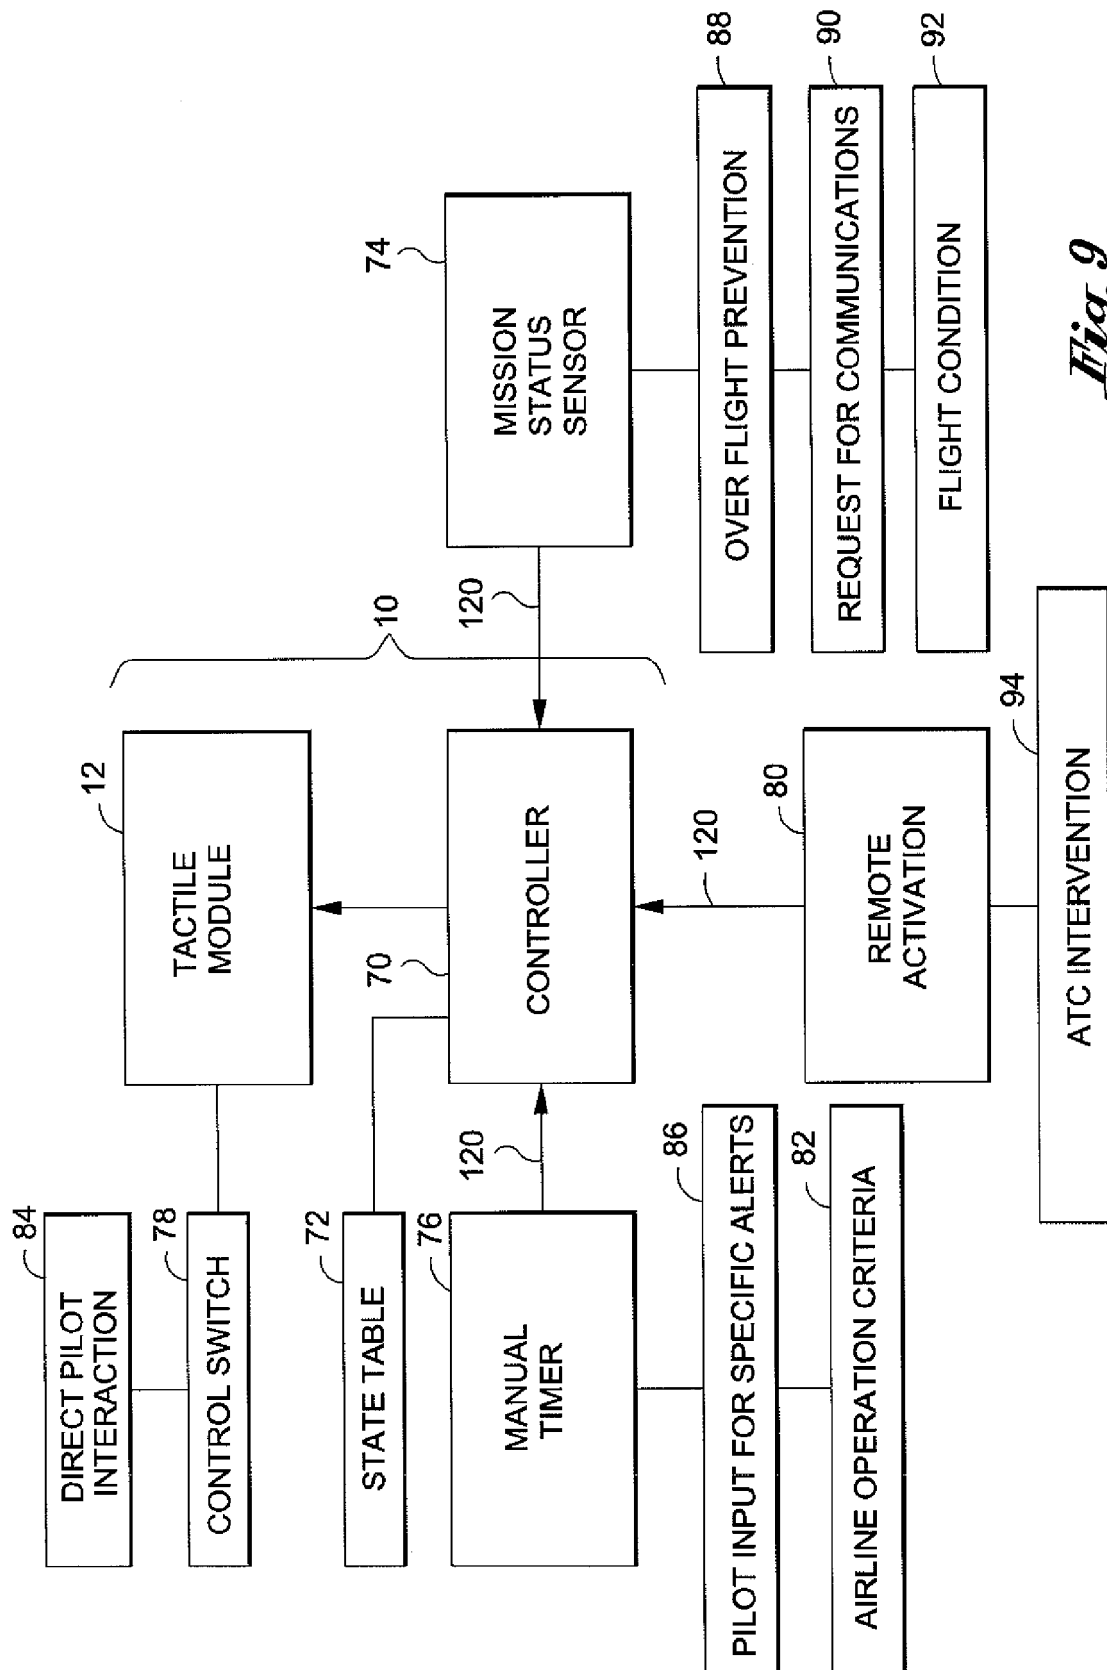 84
DIRECT PILOT
INTERACTION
78
CONTROL SWITCH
12
TACTILE
MODULE
10
72
STATE TABLE
70
CONTROLLER
76
MANUAL
TIMER
120
120
74
MISSION
STATUS
SENSOR
120
86
PILOT INPUT FOR SPECIFIC ALERTS
82
AIRLINE OPERATION CRITERIA
80
REMOTE
ACTIVATION
94
ATC INTERVENTION
88
OVER FLIGHT PREVENTION
90
REQUEST FOR COMMUNICATIONS
92
FLIGHT CONDITION
Fig. 9